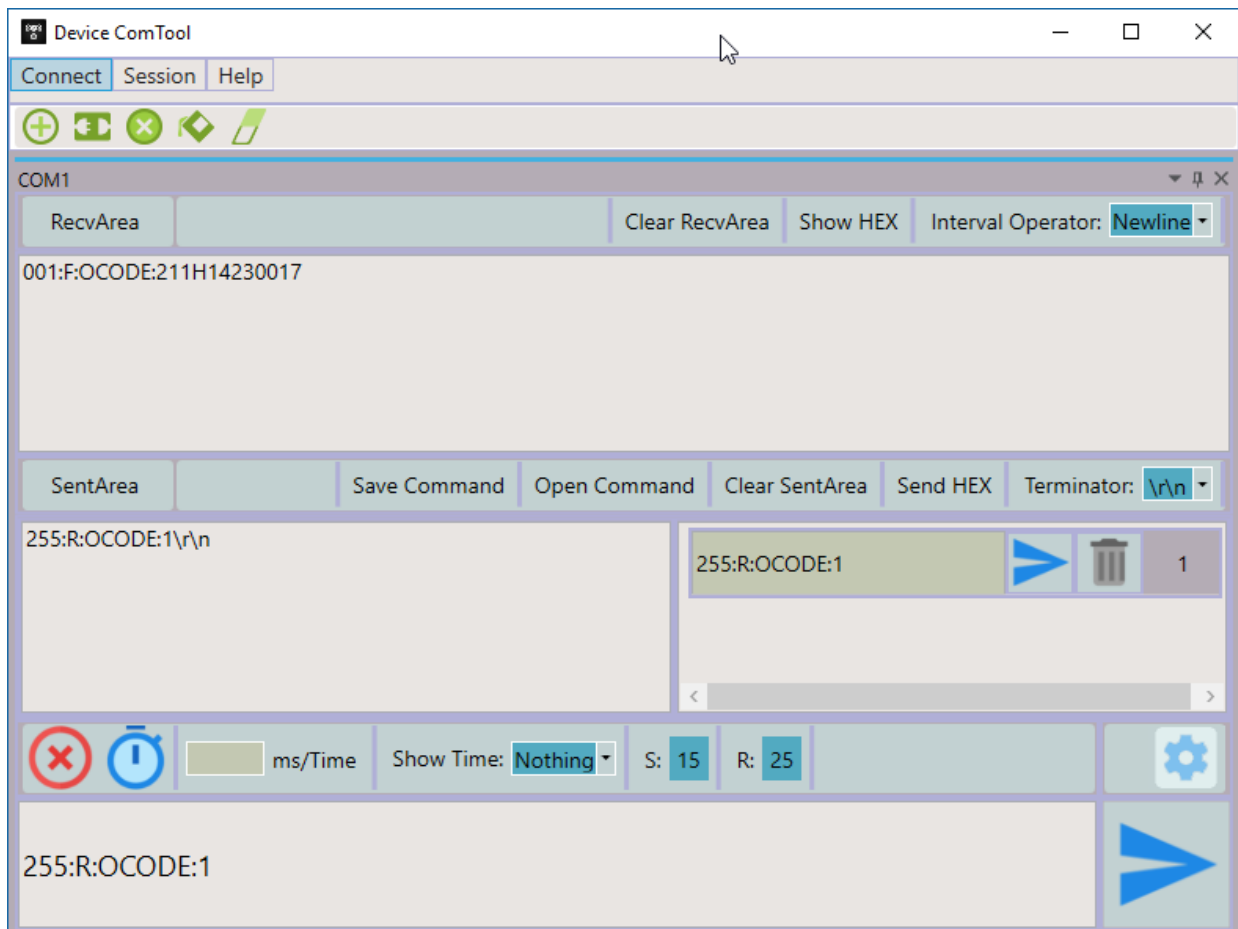 Device ComTool
Connect Session Help
COM1
RecvArea Clear RecvArea Show HEX Interval Operator: Newline
001:F:OCODE:211H14230017
SentArea Save Command Open Command Clear SentArea Send HEX Terminator: \r\n
255:R:OCODE:1\r\n
255:R:OCODE:1 1
ms/Time Show Time: Nothing S: 15 R: 25
255:R:OCODE:1